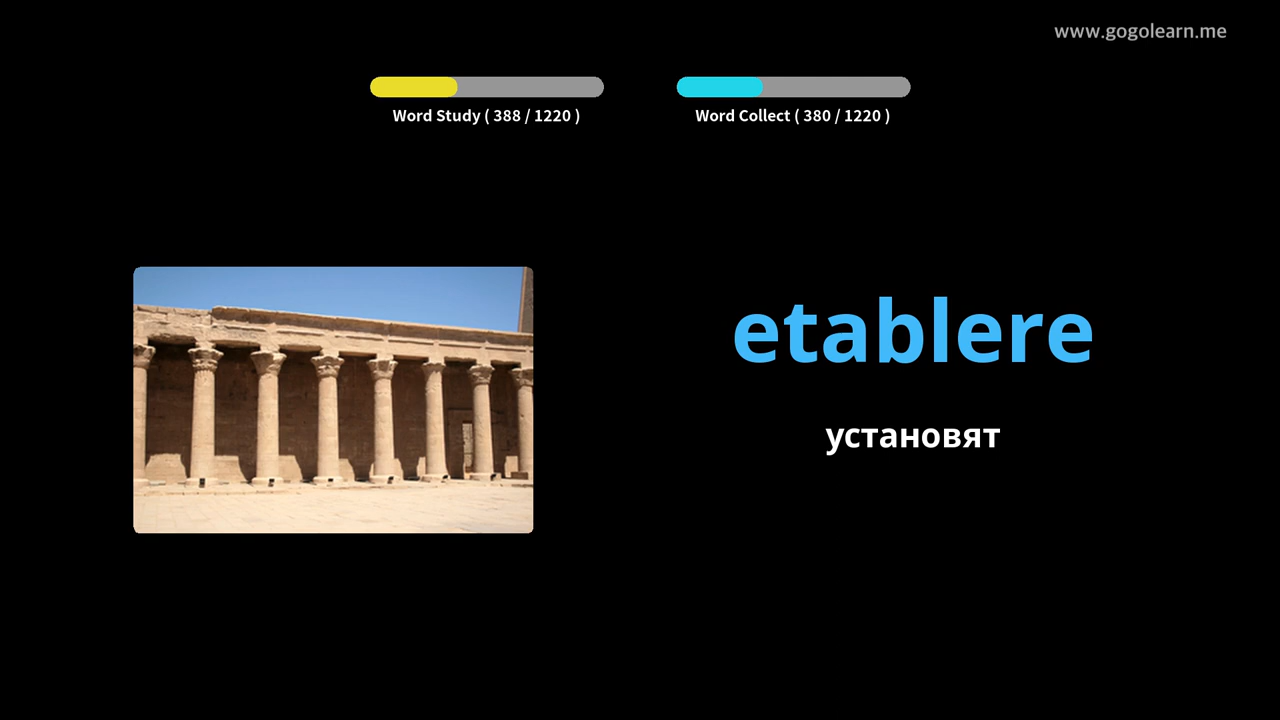 www.gogolearn.me
Word Study ( 388 / 1220 )
Word Collect ( 380 / 1220 )
etablere
установят